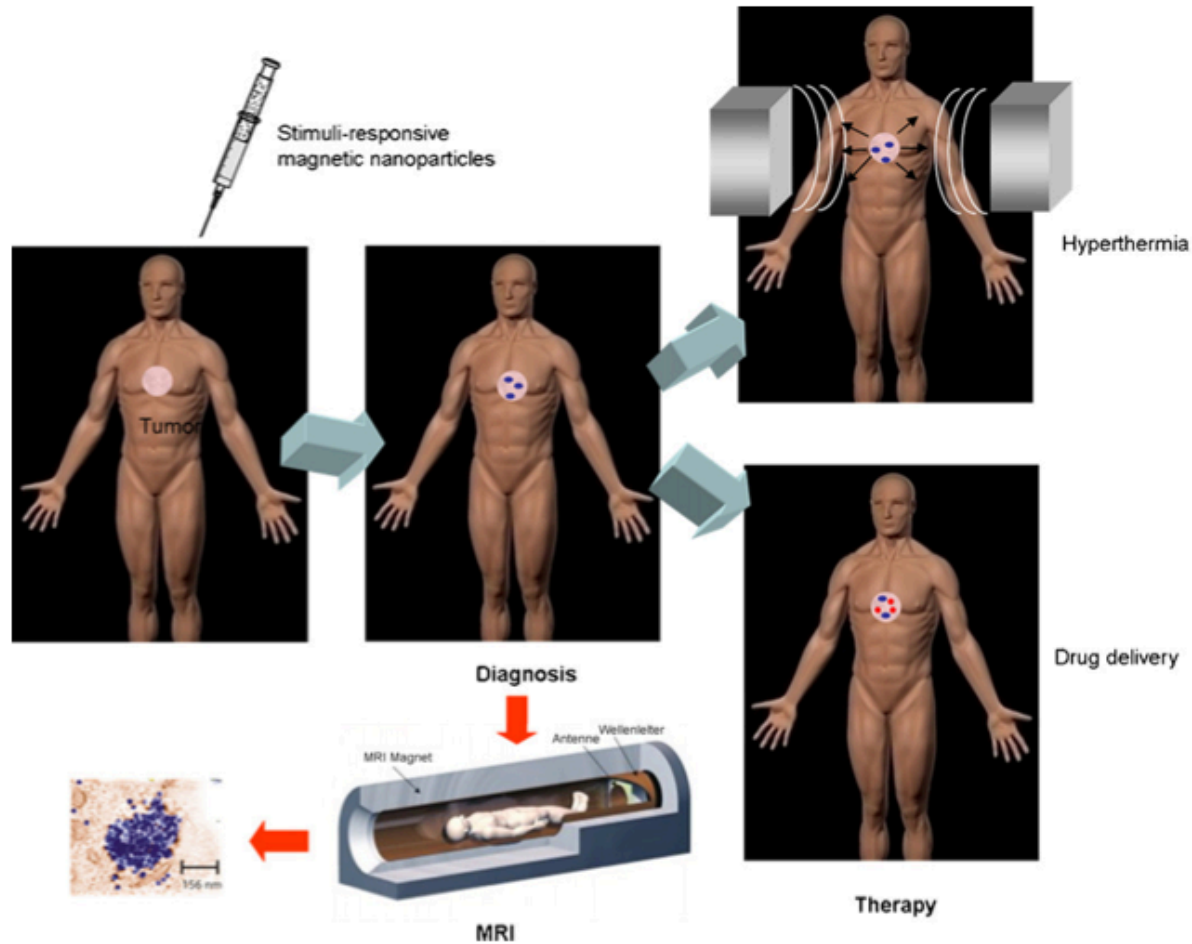 Stimuli-responsive
magnetic nanoparticles
Hyperthermia
Tumor
Drug delivery
Diagnosis
Wellenleiter
Antenne
MRI Magnet
156 nm
Therapy
MRI